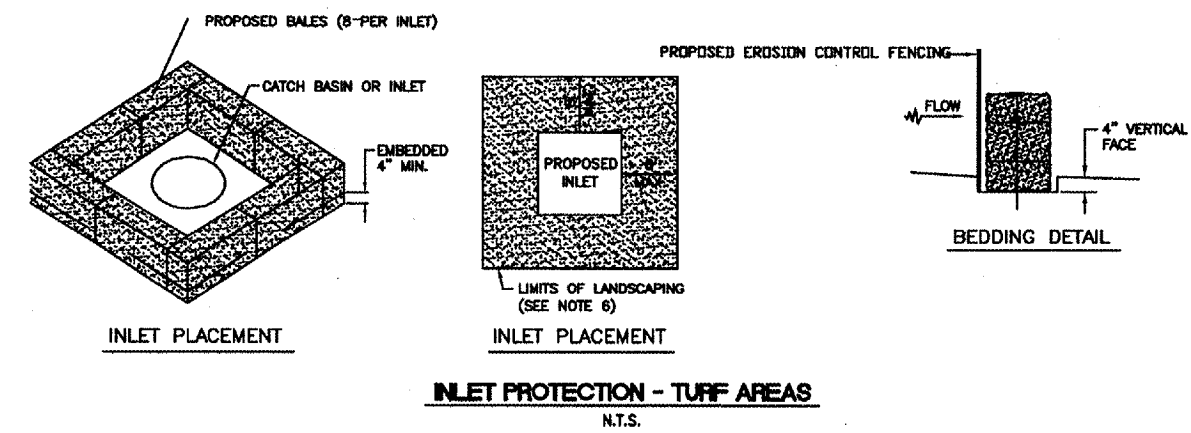 PROPOSED BALES (8-PER INLET)
CATCH BASIN OR INLET
EMBEDDED
4" MIN.
INLET PLACEMENT
PROPOSED
INLET
LIMITS OF LANDSCAPING
(SEE NOTE 6)
INLET PLACEMENT
PROPOSED EROSION CONTROL FENCING
FLOW
4" VERTICAL
FACE
BEDDING DETAIL
INLET PROTECTION - TURF AREAS
N.T.S.